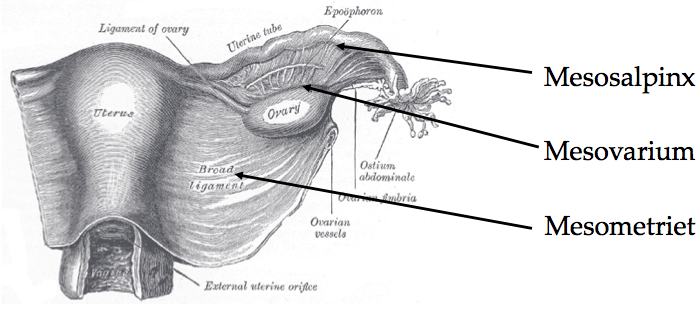 Epoöphoron
Ligament of ovary
Uterine tube
Mesosalpinx
Uterus
Ovary
Mesovarium
Ostium
abdominale
Broad
ligament
Ovarian fimbria
Mesometriet
Ovarian
vessels
Vagina
External uterine orifice